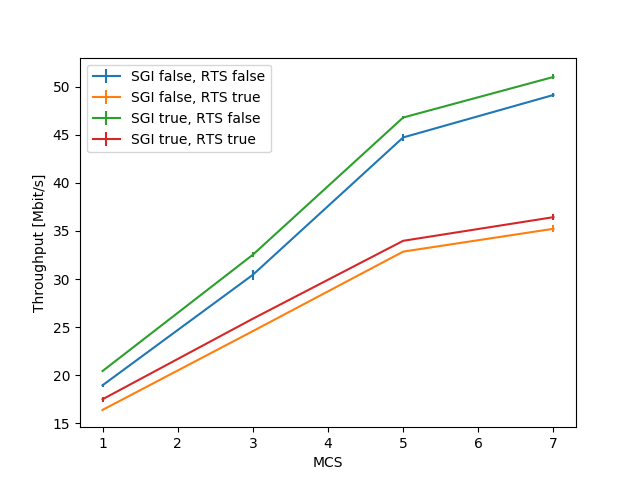 SGI false, RTS false
SGI false, RTS true
SGI true, RTS false
SGI true, RTS true
Throughput [Mbit/s]
50
45
40
35
30
25
20
15
1 2 3 4 5 6 7
MCS